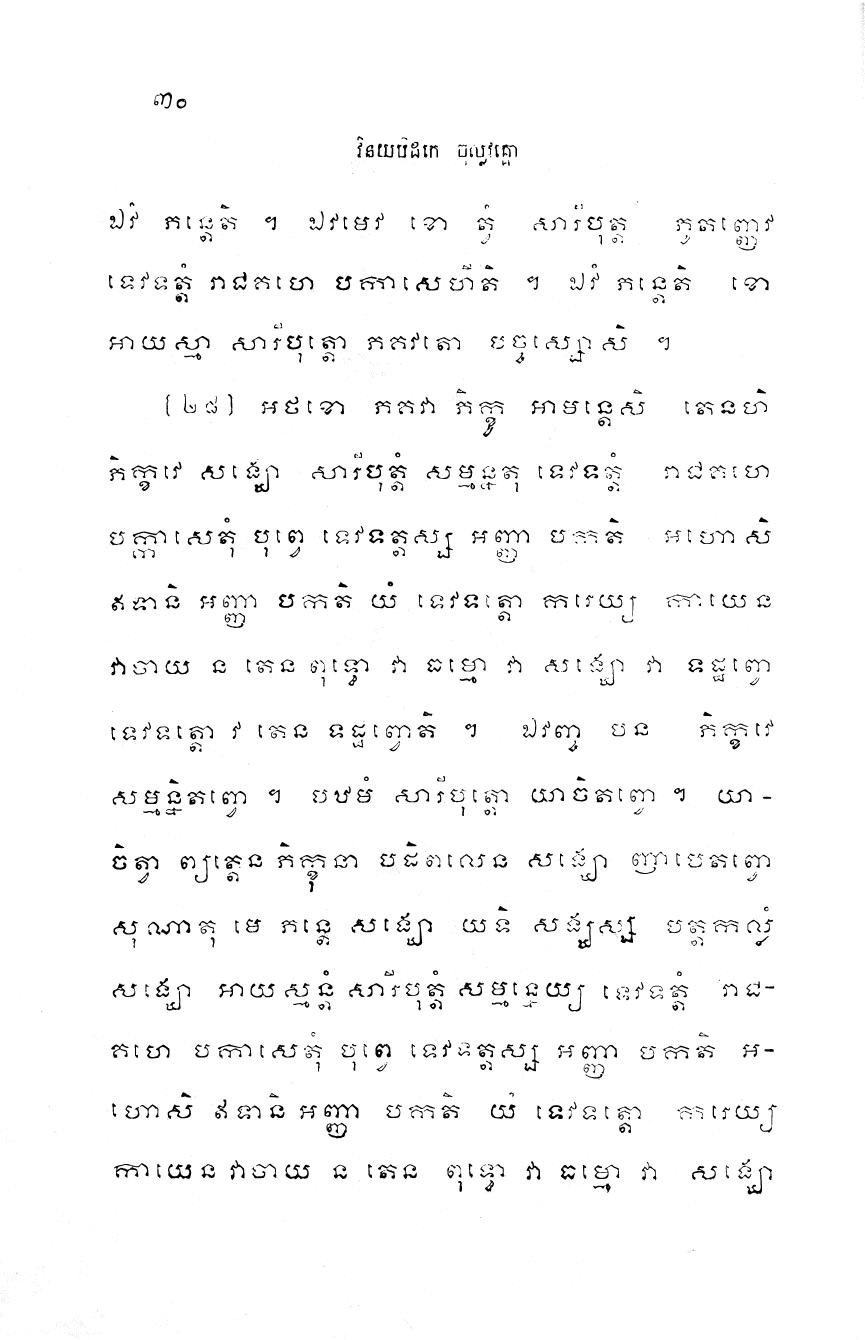 ៣០
វិនយបិដកេ ចុល្លវគ្គោ
ឯវំ ភន្តេតិ ។ ឯវមេវ ខោ ត្វំ សារីបុត្ត ភូតញ្ញេវ
ទេវទត្តំ រាជគហេ បកាសេហីតិ ។ ឯវំ ភន្តេតិ ខោ
អាយស្មា សារីបុត្តោ ភគវតោ បច្ចស្សោសិ ។
[២៨] អថខោ ភគវា ភិក្ខូ អាមន្តេសិ តេនហិ
ភិក្ខវេ សង្ឃោ សារីបុត្តំ សម្មន្នតុ ទេវទត្តំ រាជគហេ
បក្កាសេតុំ បុព្វេ ទេវទត្តស្ស អញ្ញា បកតិ អហោសិ
ឥទានិ អញ្ញា បកតិ យំ ទេវទត្តោ ករេយ្យ កាយេន
វាចាយ ន តេន ពុទ្ធោ វា ធម្មោ វា សង្ឃោ វា ទដ្ឋព្វោ
ទេវទត្តោ វ តេន ទដ្ឋព្វោតិ ។ ឯវញ្ច បន ភិក្ខវេ
សម្មន្និតព្វោ ។ បឋមំ សារីបុត្តោ យាចិតព្វោ ។ យា-
ចិត្វា ព្យត្តេន ភិក្ខុនា បដិពលេន សង្ឃោ ញាបេតព្វោ
សុណាតុ មេ ភន្តេ សង្ឃោ យទិ សង្ឃស្ស បត្តកល្លំ
សង្ឃោ អាយស្មន្តំ សារីបុត្តំ សម្មន្នេយ្យ ទេវទត្តំ រាជ-
គហេ បកាសេតុំ បុព្វេ ទេវទត្តស្ស អញ្ញា បកតិ អ-
ហោសិ ឥទានិ អញ្ញា បកតិ យំ ទេវទត្តោ ករេយ្យ
កាយេន វាចាយ ន តេន ពុទ្ធោ វា ធម្មោ វា សង្ឃោ